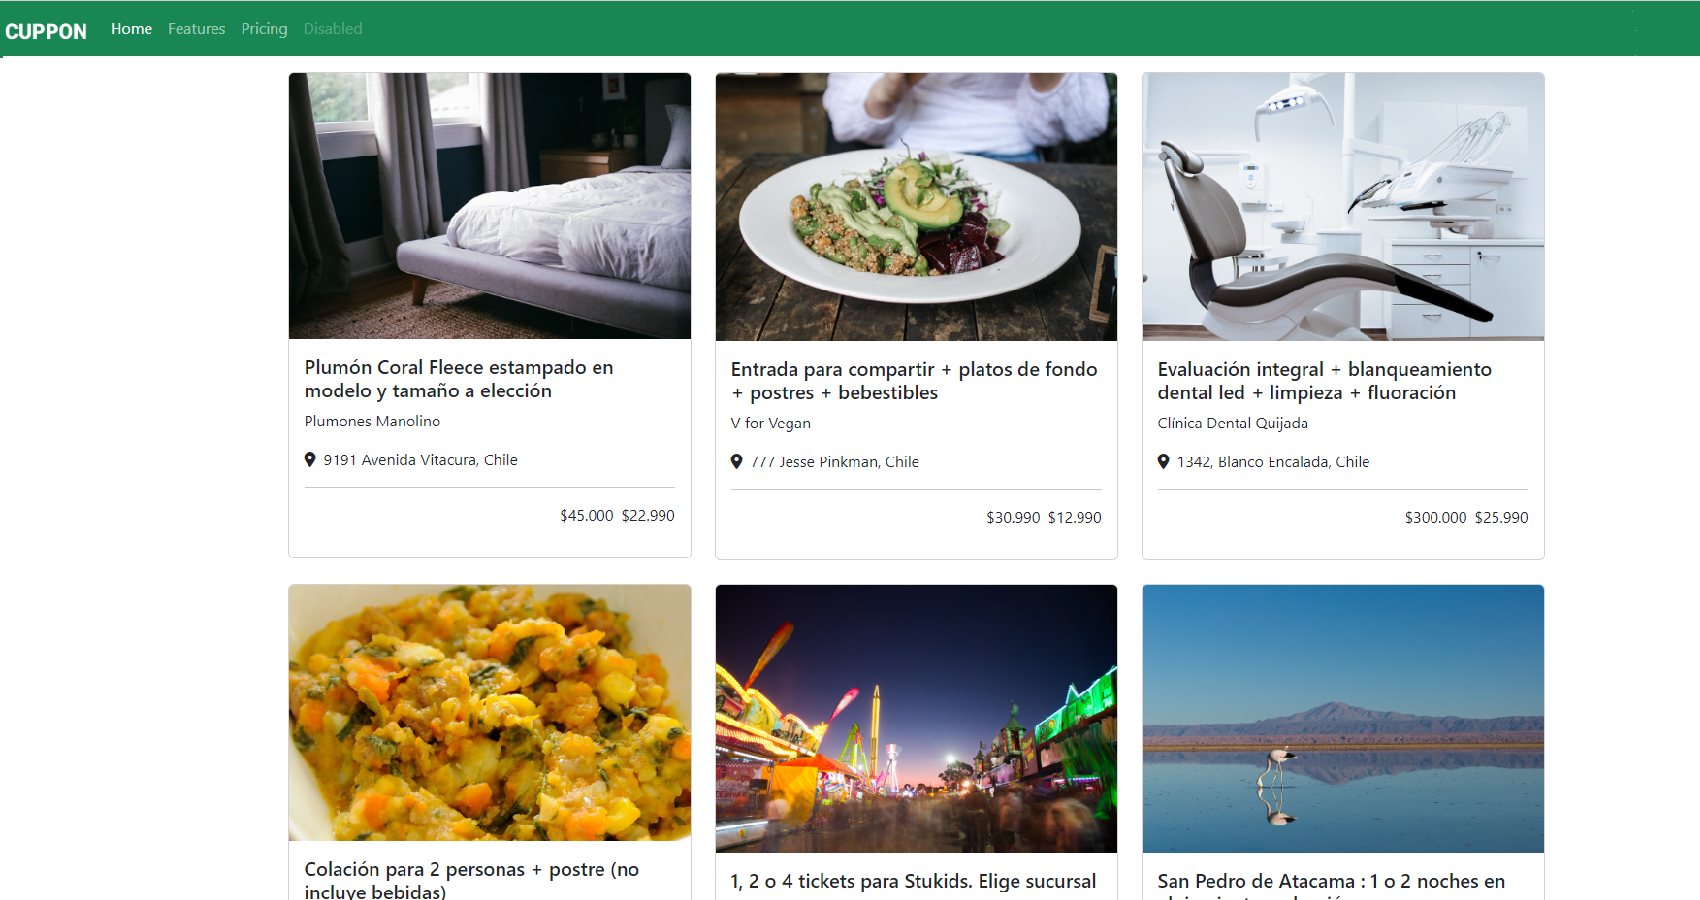 CUPPON Home Features Pricing Disabled
Plumón Coral Fleece estampado en
modelo y tamaño a elección
Plumones Manolino
9191 Avenida Vitacura, Chile
$45.000 $22.990
Entrada para compartir + platos de fondo
+ postres + bebestibles
V for Vegan
777 Jesse Pinkman, Chile
$30.990 $12.990
Evaluación integral + blanqueamiento
dental led + limpieza + fluoración
Clínica Dental Quijada
1342, Blanco Encalada, Chile
$300.000 $25.990
Colación para 2 personas + postre (no
incluye bebidas)
1, 2 o 4 tickets para Stukids. Elige sucursal
San Pedro de Atacama : 1 o 2 noches en